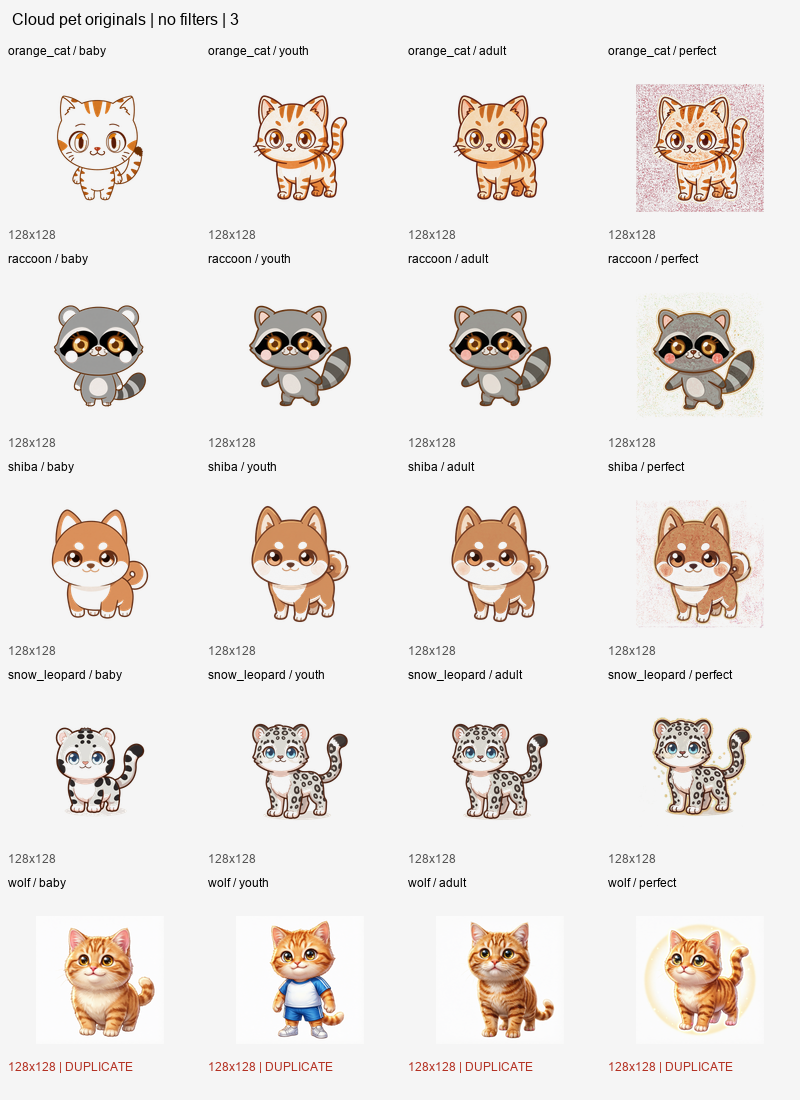 Cloud pet originals | no filters | 3
orange_cat / baby
orange_cat / youth
orange_cat / adult
orange_cat / perfect
128x128
128x128
128x128
128x128
raccoon / baby
raccoon / youth
raccoon / adult
raccoon / perfect
128x128
128x128
128x128
128x128
shiba / baby
shiba / youth
shiba / adult
shiba / perfect
128x128
128x128
128x128
128x128
snow_leopard / baby
snow_leopard / youth
snow_leopard / adult
snow_leopard / perfect
128x128
128x128
128x128
128x128
wolf / baby
wolf / youth
wolf / adult
wolf / perfect
128x128 | DUPLICATE
128x128 | DUPLICATE
128x128 | DUPLICATE
128x128 | DUPLICATE